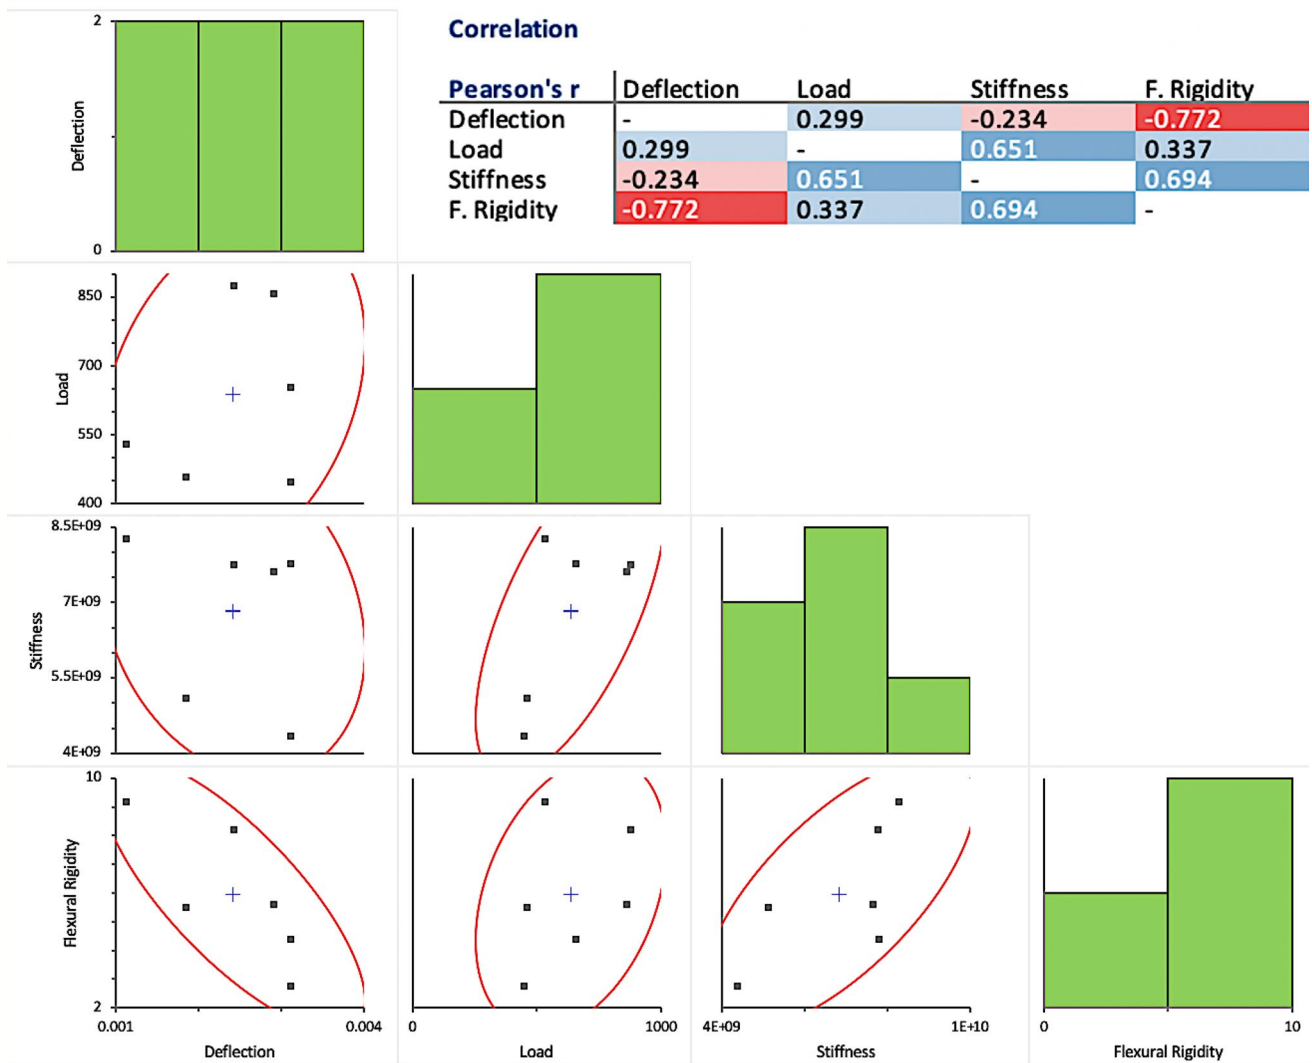 Correlation
Pearson's r Deflection Load Stiffness F. Rigidity
Deflection - 0.299 -0.234 -0.772
Load 0.299 - 0.651 0.337
Stiffness -0.234 0.651 - 0.694
F. Rigidity -0.772 0.337 0.694 -
2
Deflection
0
850
700
Load
550
400
8.5E+09
7E+09
Stiffness
5.5E+09
4E+09
10
Flexural Rigidity
2
0.001 0.004 0 1000 4E+09 1E+10 0 10
Deflection Load Stiffness Flexural Rigidity